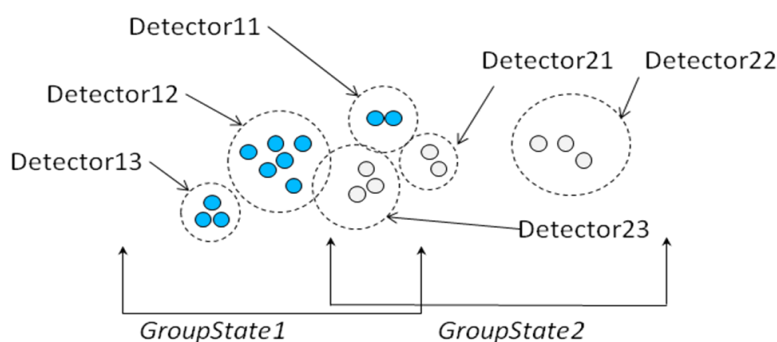 Detector11
Detector21
Detector22
Detector12
Detector13
Detector23
GroupState1
GroupState2